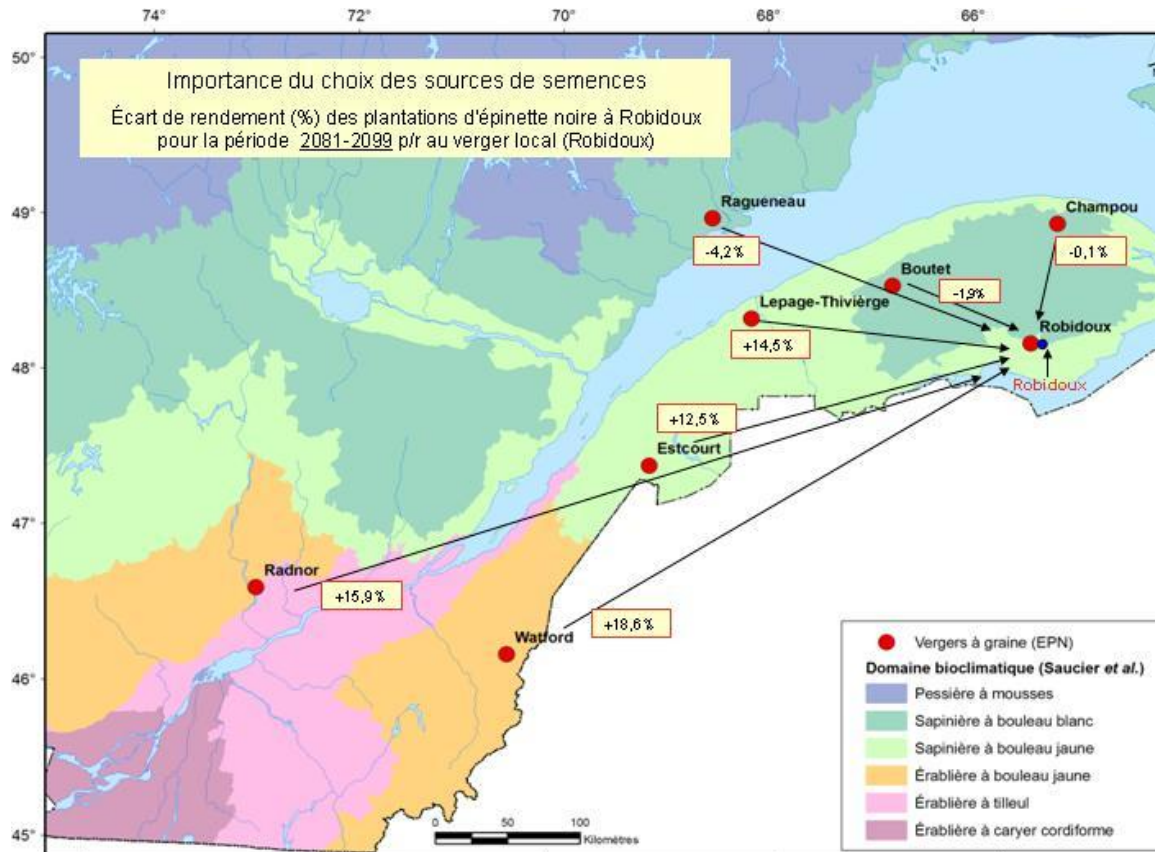 74° 72° 70° 68° 66°
50°
Importance du choix des sources de semences
Écart de rendement (%) des plantations d'épinette noire à Robidoux
pour la période 2081-2099 p/r au verger local (Robidoux)
49°
Ragueneau
-4,2%
Champou
-0,1%
Boutet
-1,9%
Lepage-Thivièrge
+14,5%
Robidoux
Robidoux
48°
+12,5%
Estcourt
47°
Radnor
+15,9%
Watford
+18,6%
46°
45°
0 50 100
Kilomètres
Vergers à graine (EPN)
Domaine bioclimatique (Saucier et al.)
Pessière à mousses
Sapinière à bouleau blanc
Sapinière à bouleau jaune
Érablière à bouleau jaune
Érablière à tilleul
Érablière à caryer cordiforme